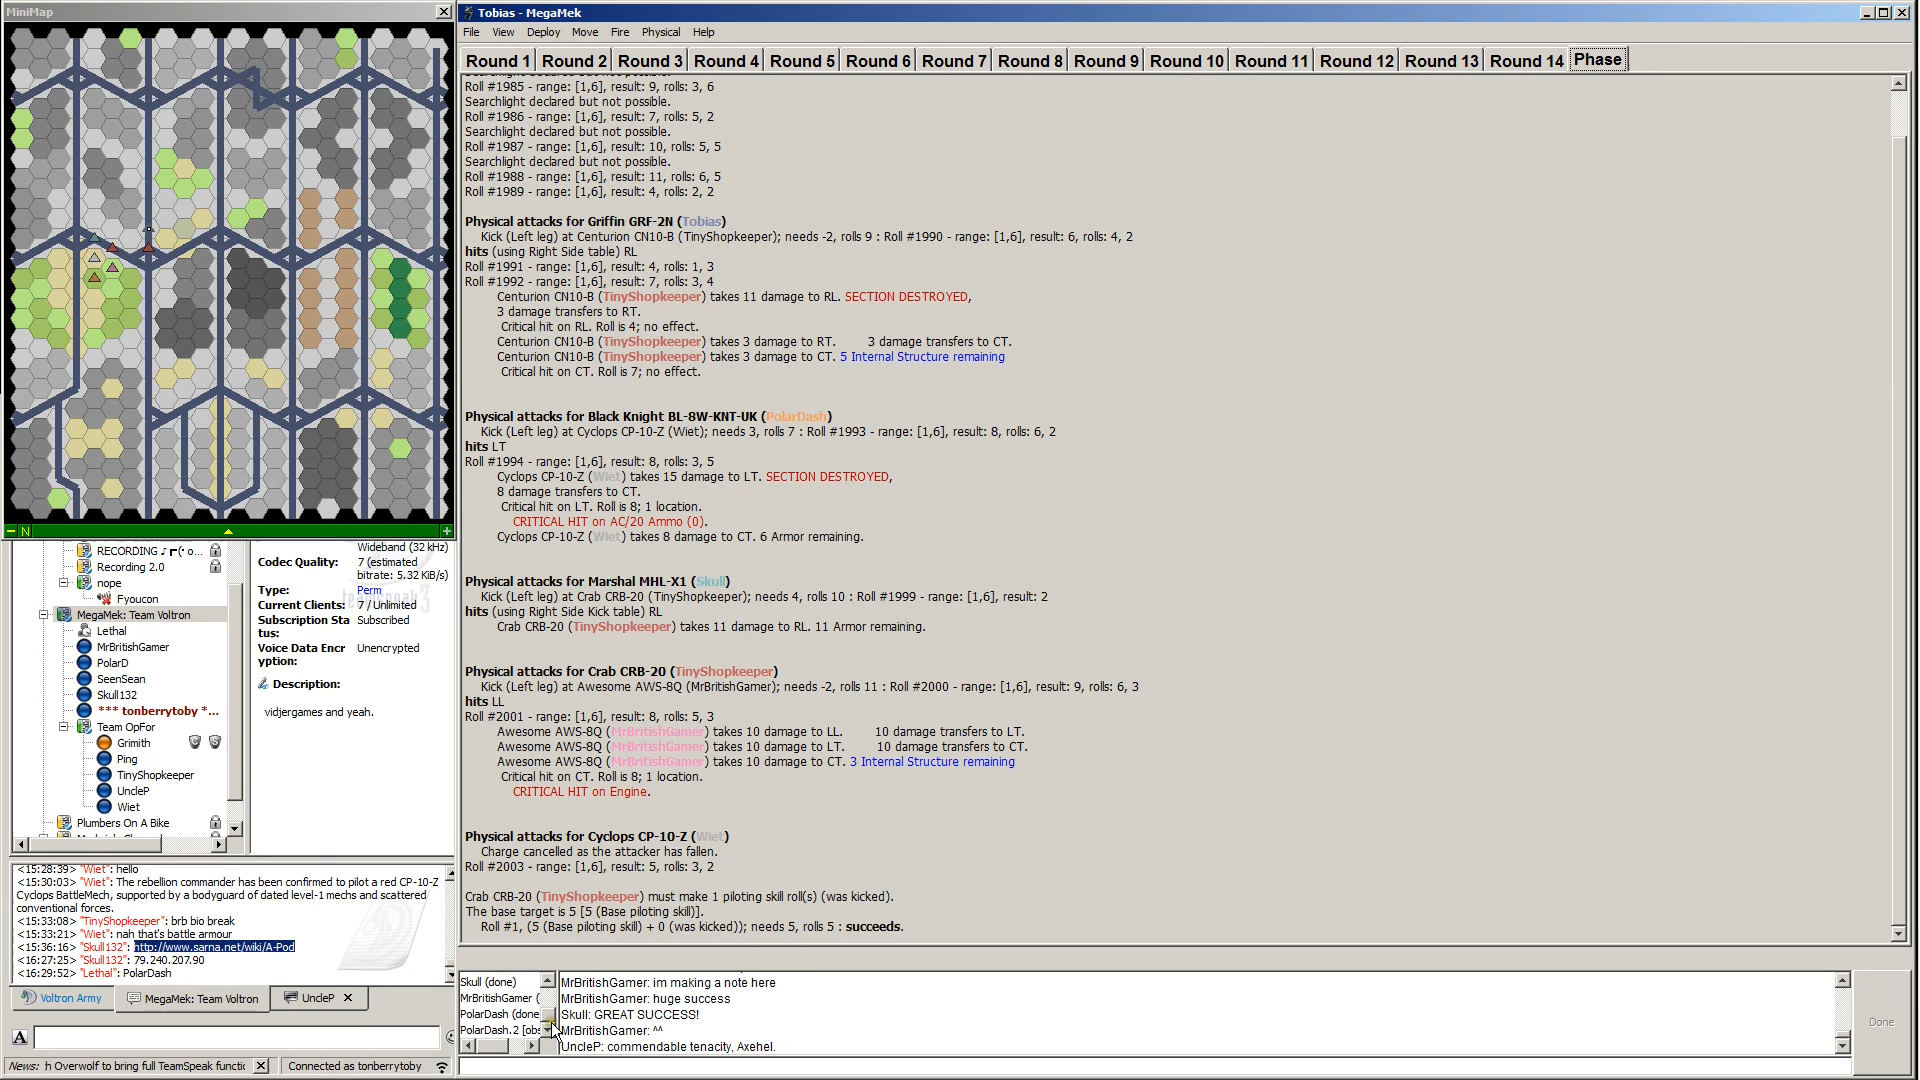 MiniMap
N
RECORDING ♪ ┏(・o...
Recording 2.0
nope
Fyoucon
MegaMek: Team Voltron
Lethal
MrBritishGamer
PolarD
SeenSean
Skull132
*** tonberrytoby *...
Team OpFor
Grimith
Ping
TinyShopkeeper
UncleP
Wiet
Plumbers On A Bike
Wideband (32 kHz)
Codec Quality: 7 (estimated
bitrate: 5.32 KiB/s)
Type: Perm
Current Clients: 7 / Unlimited
Subscription Sta Subscribed
tus:
Voice Data Encr Unencrypted
yption:
Description:
vidjergames and yeah.
<15:28:39> "Wiet": hello
<15:30:03> "Wiet": The rebellion commander has been confirmed to pilot a red CP-10-Z
Cyclops BattleMech, supported by a bodyguard of dated level-1 mechs and scattered
conventional forces.
<15:33:08> "TinyShopkeeper": brb bio break
<15:33:21> "Wiet": nah that's battle armour
<15:36:16> "Skull132": http://www.sarna.net/wiki/A-Pod
<16:27:25> "Skull132": 79.240.207.90
<16:29:52> "Lethal": PolarDash
Voltron Army
MegaMek: Team Voltron
UncleP
News: h Overwolf to bring full TeamSpeak functic
Connected as tonberrytoby
Tobias - MegaMek
File View Deploy Move Fire Physical Help
Round 1 Round 2 Round 3 Round 4 Round 5 Round 6 Round 7 Round 8 Round 9 Round 10 Round 11 Round 12 Round 13 Round 14 Phase
Searchlight declared but not possible.
Roll #1985 - range: [1,6], result: 9, rolls: 3, 6
Searchlight declared but not possible.
Roll #1986 - range: [1,6], result: 7, rolls: 5, 2
Searchlight declared but not possible.
Roll #1987 - range: [1,6], result: 10, rolls: 5, 5
Searchlight declared but not possible.
Roll #1988 - range: [1,6], result: 11, rolls: 6, 5
Roll #1989 - range: [1,6], result: 4, rolls: 2, 2
Physical attacks for Griffin GRF-2N (Tobias)
Kick (Left leg) at Centurion CN10-B (TinyShopkeeper); needs -2, rolls 9 : Roll #1990 - range: [1,6], result: 6, rolls: 4, 2
hits (using Right Side table) RL
Roll #1991 - range: [1,6], result: 4, rolls: 1, 3
Roll #1992 - range: [1,6], result: 7, rolls: 3, 4
Centurion CN10-B (TinyShopkeeper) takes 11 damage to RL. SECTION DESTROYED,
3 damage transfers to RT.
Critical hit on RL. Roll is 4; no effect.
Centurion CN10-B (TinyShopkeeper) takes 3 damage to RT. 3 damage transfers to CT.
Centurion CN10-B (TinyShopkeeper) takes 3 damage to CT. 5 Internal Structure remaining
Critical hit on CT. Roll is 7; no effect.
Physical attacks for Black Knight BL-8W-KNT-UK (PolarDash)
Kick (Left leg) at Cyclops CP-10-Z (Wiet); needs 3, rolls 7 : Roll #1993 - range: [1,6], result: 8, rolls: 6, 2
hits LT
Roll #1994 - range: [1,6], result: 8, rolls: 3, 5
Cyclops CP-10-Z (Wiet) takes 15 damage to LT. SECTION DESTROYED,
8 damage transfers to CT.
Critical hit on LT. Roll is 8; 1 location.
CRITICAL HIT on AC/20 Ammo (0).
Cyclops CP-10-Z (Wiet) takes 8 damage to CT. 6 Armor remaining.
Physical attacks for Marshal MHL-X1 (Skull)
Kick (Left leg) at Crab CRB-20 (TinyShopkeeper); needs 4, rolls 10 : Roll #1999 - range: [1,6], result: 2
hits (using Right Side Kick table) RL
Crab CRB-20 (TinyShopkeeper) takes 11 damage to RL. 11 Armor remaining.
Physical attacks for Crab CRB-20 (TinyShopkeeper)
Kick (Left leg) at Awesome AWS-8Q (MrBritishGamer); needs -2, rolls 11 : Roll #2000 - range: [1,6], result: 9, rolls: 6, 3
hits LL
Roll #2001 - range: [1,6], result: 8, rolls: 5, 3
Awesome AWS-8Q (MrBritishGamer) takes 10 damage to LL. 10 damage transfers to LT.
Awesome AWS-8Q (MrBritishGamer) takes 10 damage to LT. 10 damage transfers to CT.
Awesome AWS-8Q (MrBritishGamer) takes 10 damage to CT. 3 Internal Structure remaining
Critical hit on CT. Roll is 8; 1 location.
CRITICAL HIT on Engine.
Physical attacks for Cyclops CP-10-Z (Wiet)
Charge cancelled as the attacker has fallen.
Roll #2003 - range: [1,6], result: 5, rolls: 3, 2
Crab CRB-20 (TinyShopkeeper) must make 1 piloting skill roll(s) (was kicked).
The base target is 5 [5 (Base piloting skill)].
Roll #1, (5 (Base piloting skill) + 0 (was kicked)); needs 5, rolls 5 : succeeds.
Skull (done)
MrBritishGamer (
PolarDash (done
PolarDash.2 [obs
MrBritishGamer: im making a note here
MrBritishGamer: huge success
Skull: GREAT SUCCESS!
MrBritishGamer: ^^
UncleP: commendable tenacity, Axehel.
Done